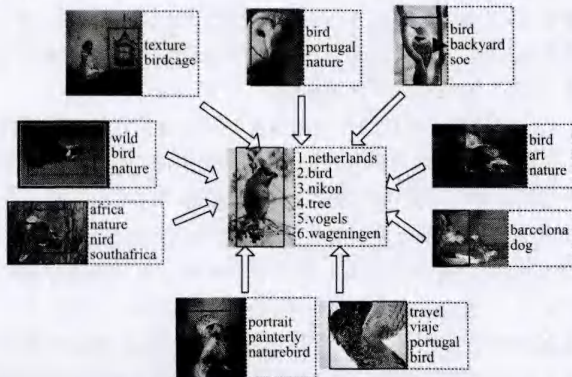 texture
birdcage
bird
portugal
nature
bird
backyard
soe
wild
bird
nature
1.netherlands
2.bird
3.nikon
4.tree
5.vogels
6.wageningen
bird
art
nature
africa
nature
nird
southafrica
barcelona
dog
portrait
painterly
naturebird
travel
viaje
portugal
bird